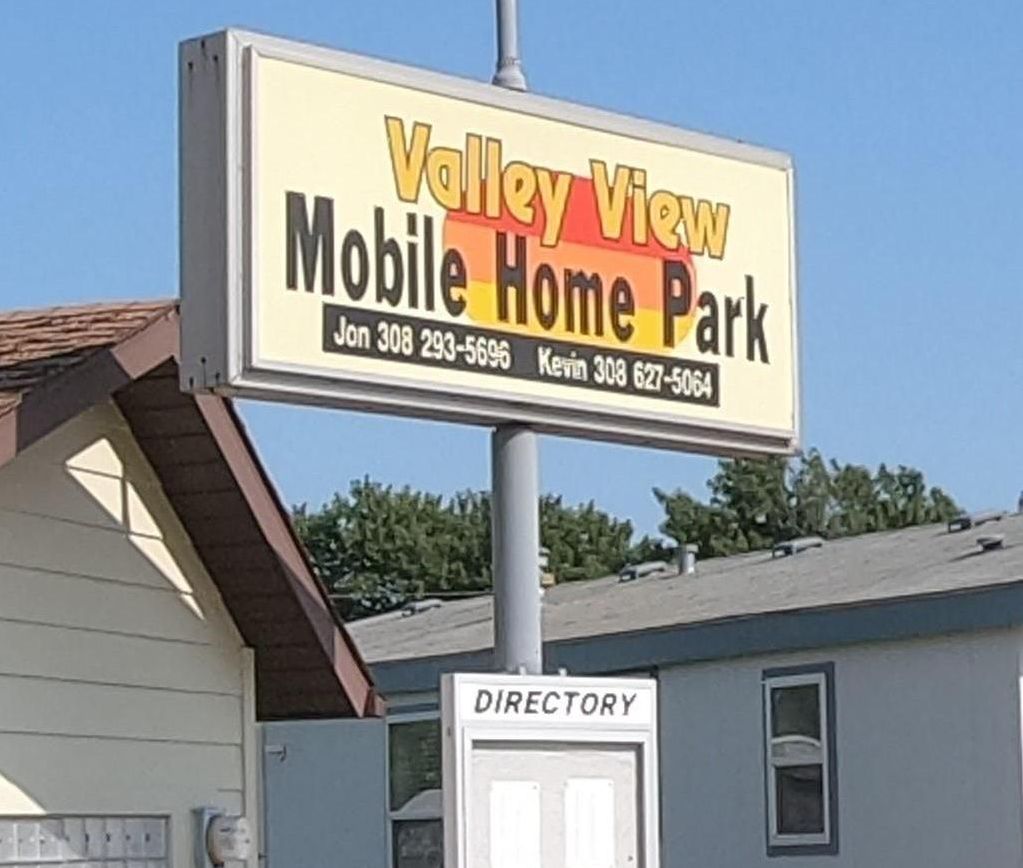 Valley View
Mobile Home Park
Jon 308 293-5696 Kevin 308 627-5064
DIRECTORY